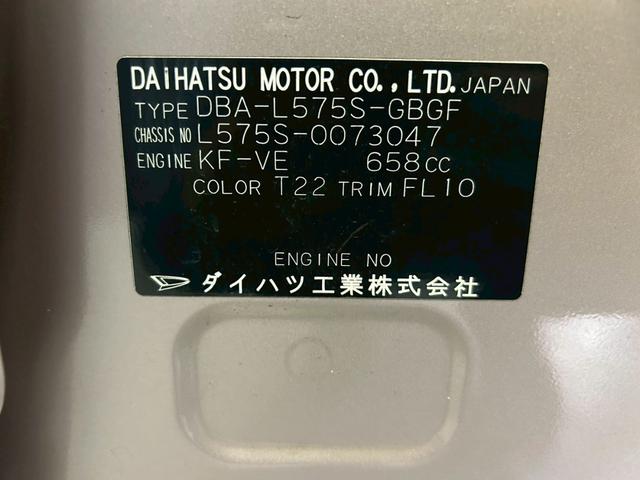 DAIHATSU MOTOR CO., LTD. JAPAN
TYPE DBA-L575S-GBGF
CHASSIS NO L575S-0073047
ENGINE KF-VE 658CC
COLOR T22 TRIM FL10
ENGINE NO
ダイハツ工業株式会社